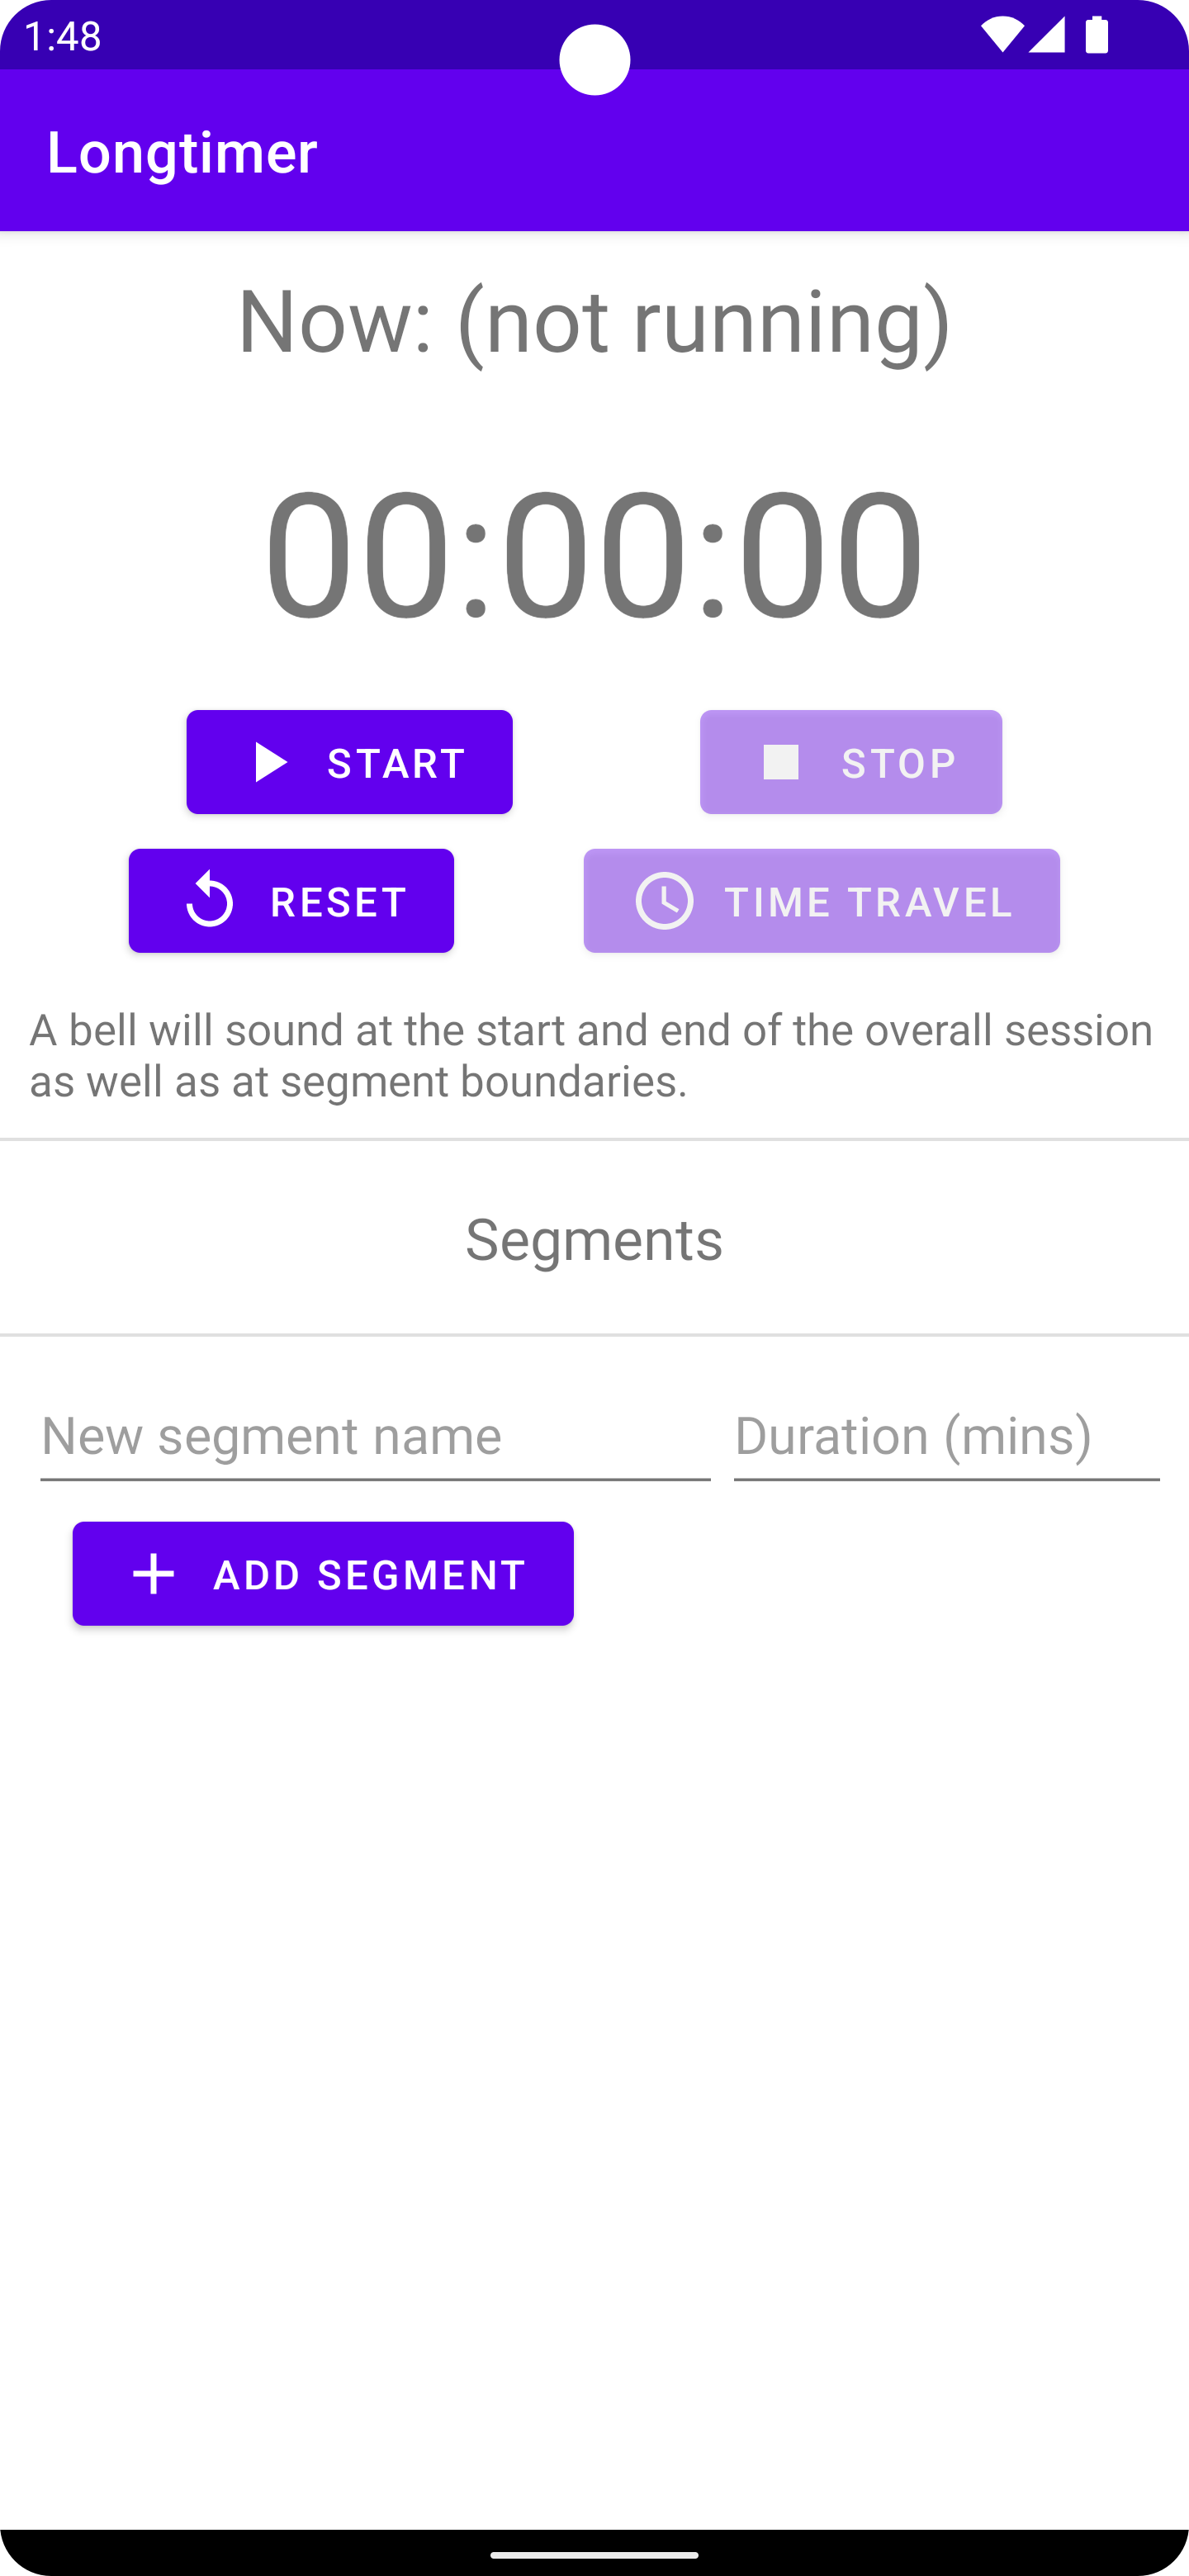 1:48
Longtimer
Now: (not running)
00:00:00
START
STOP
RESET
TIME TRAVEL
A bell will sound at the start and end of the overall session
as well as at segment boundaries.
Segments
New segment name
Duration (mins)
ADD SEGMENT